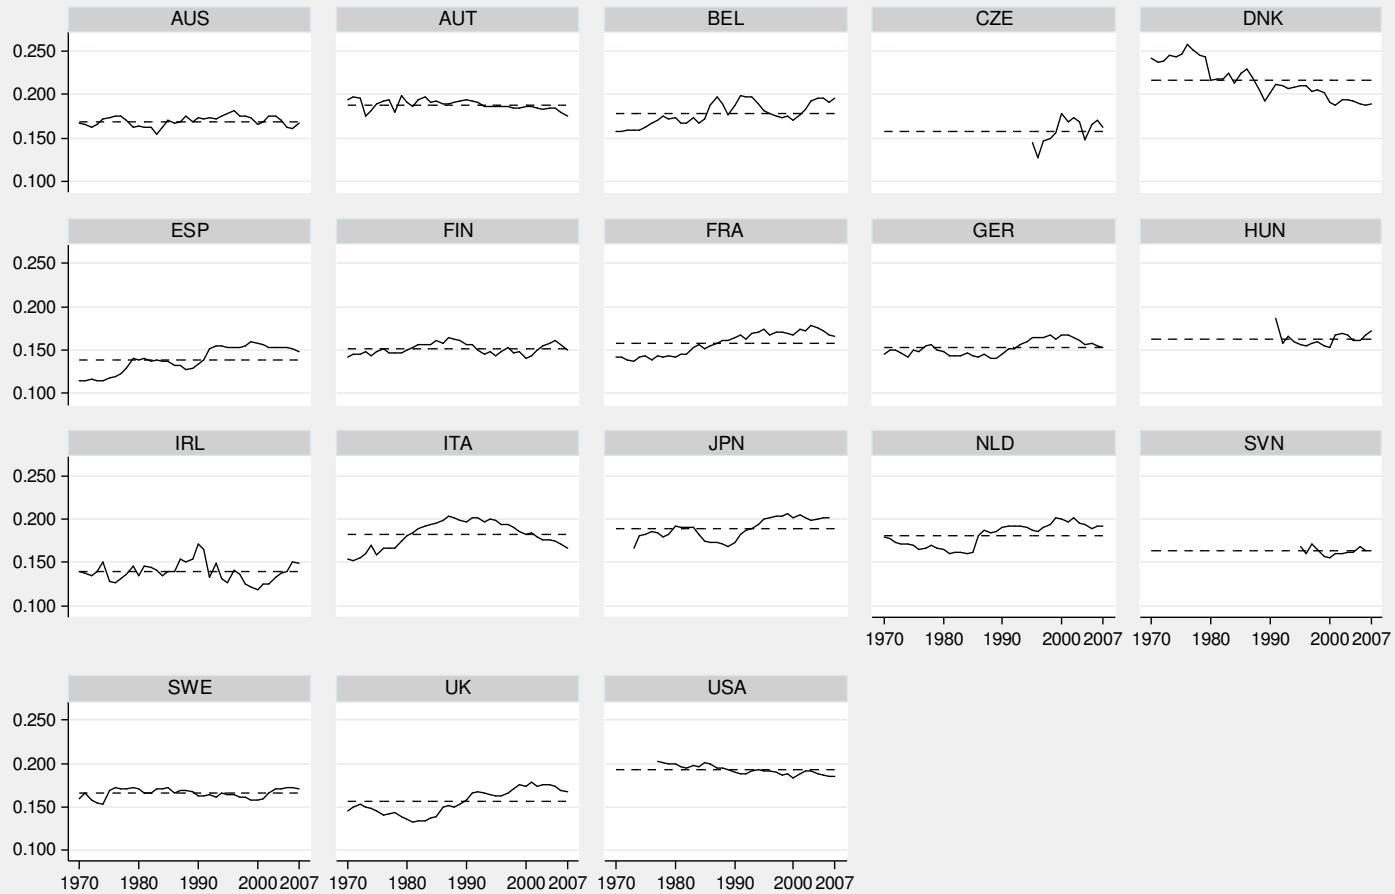 AUS AUT BEL CZE DNK
0.250
0.200
0.150
0.100
ESP FIN FRA GER HUN
0.250
0.200
0.150
0.100
IRL ITA JPN NLD SVN
0.250
0.200
0.150
0.100
1970 1980 1990 2000 2007 1970 1980 1990 2000 2007
SWE UK USA
0.250
0.200
0.150
0.100
1970 1980 1990 2000 2007 1970 1980 1990 2000 2007 1970 1980 1990 2000 2007